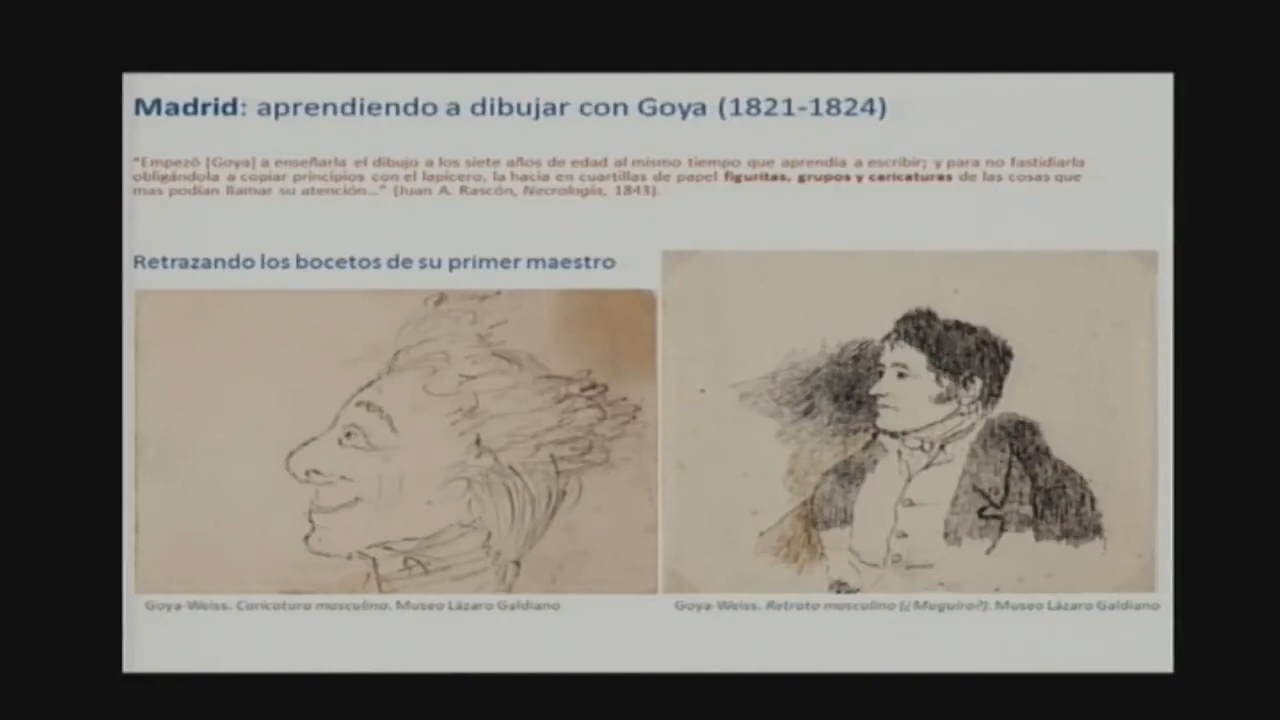 Madrid: aprendiendo a dibujar con Goya (1821-1824)
"Empezó [Goya] a enseñarla el dibujo a los siete años de edad al mismo tiempo que aprendía a escribir; y para no fastidiarla
obligándola a copiar principios con el lapicero, la hacía en cuartillas de papel figuritas, grupos y caricaturas de las cosas que
mas podían llamar su atención..." (Juan A. Rascón, Necrología, 1843).
Retrazando los bocetos de su primer maestro
Goya-Weiss. Caricatura masculina. Museo Lázaro Galdiano
Goya-Weiss. Retrato masculino (¿Muguiro?). Museo Lázaro Galdiano